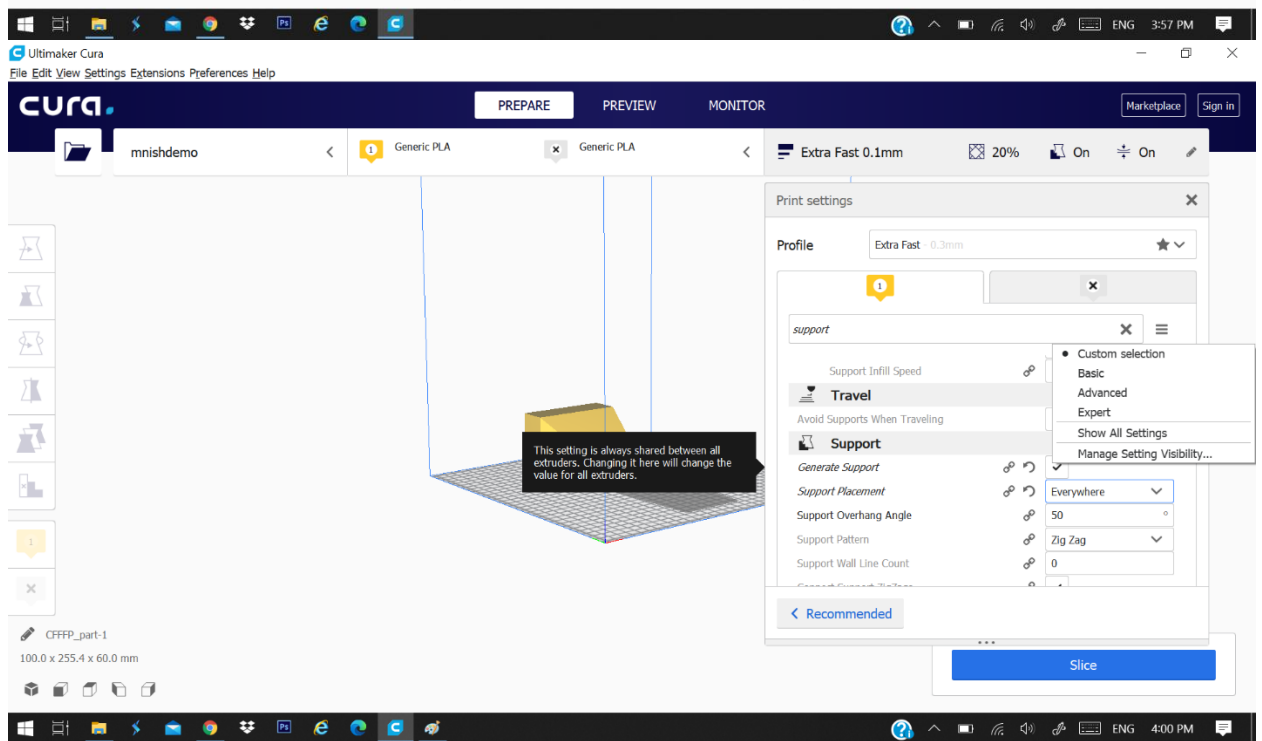 ENG 3:57 PM
Ultimaker Cura
File Edit View Settings Extensions Preferences Help
cura.
PREPARE PREVIEW MONITOR
Marketplace Sign in
mnishdemo
1 Generic PLA
Generic PLA
Extra Fast 0.1mm 20% On On
Print settings
Profile Extra Fast - 0.3mm
1
support
Custom selection
Basic
Advanced
Expert
Show All Settings
Manage Setting Visibility...
Support Infill Speed
Travel
Avoid Supports When Traveling
Support
Generate Support
Support Placement Everywhere
Support Overhang Angle 50 °
Support Pattern Zig Zag
Support Wall Line Count 0
This setting is always shared between all
extruders. Changing it here will change the
value for all extruders.
1
Recommended
CFFFP_part-1
100.0 x 255.4 x 60.0 mm
Slice
ENG 4:00 PM